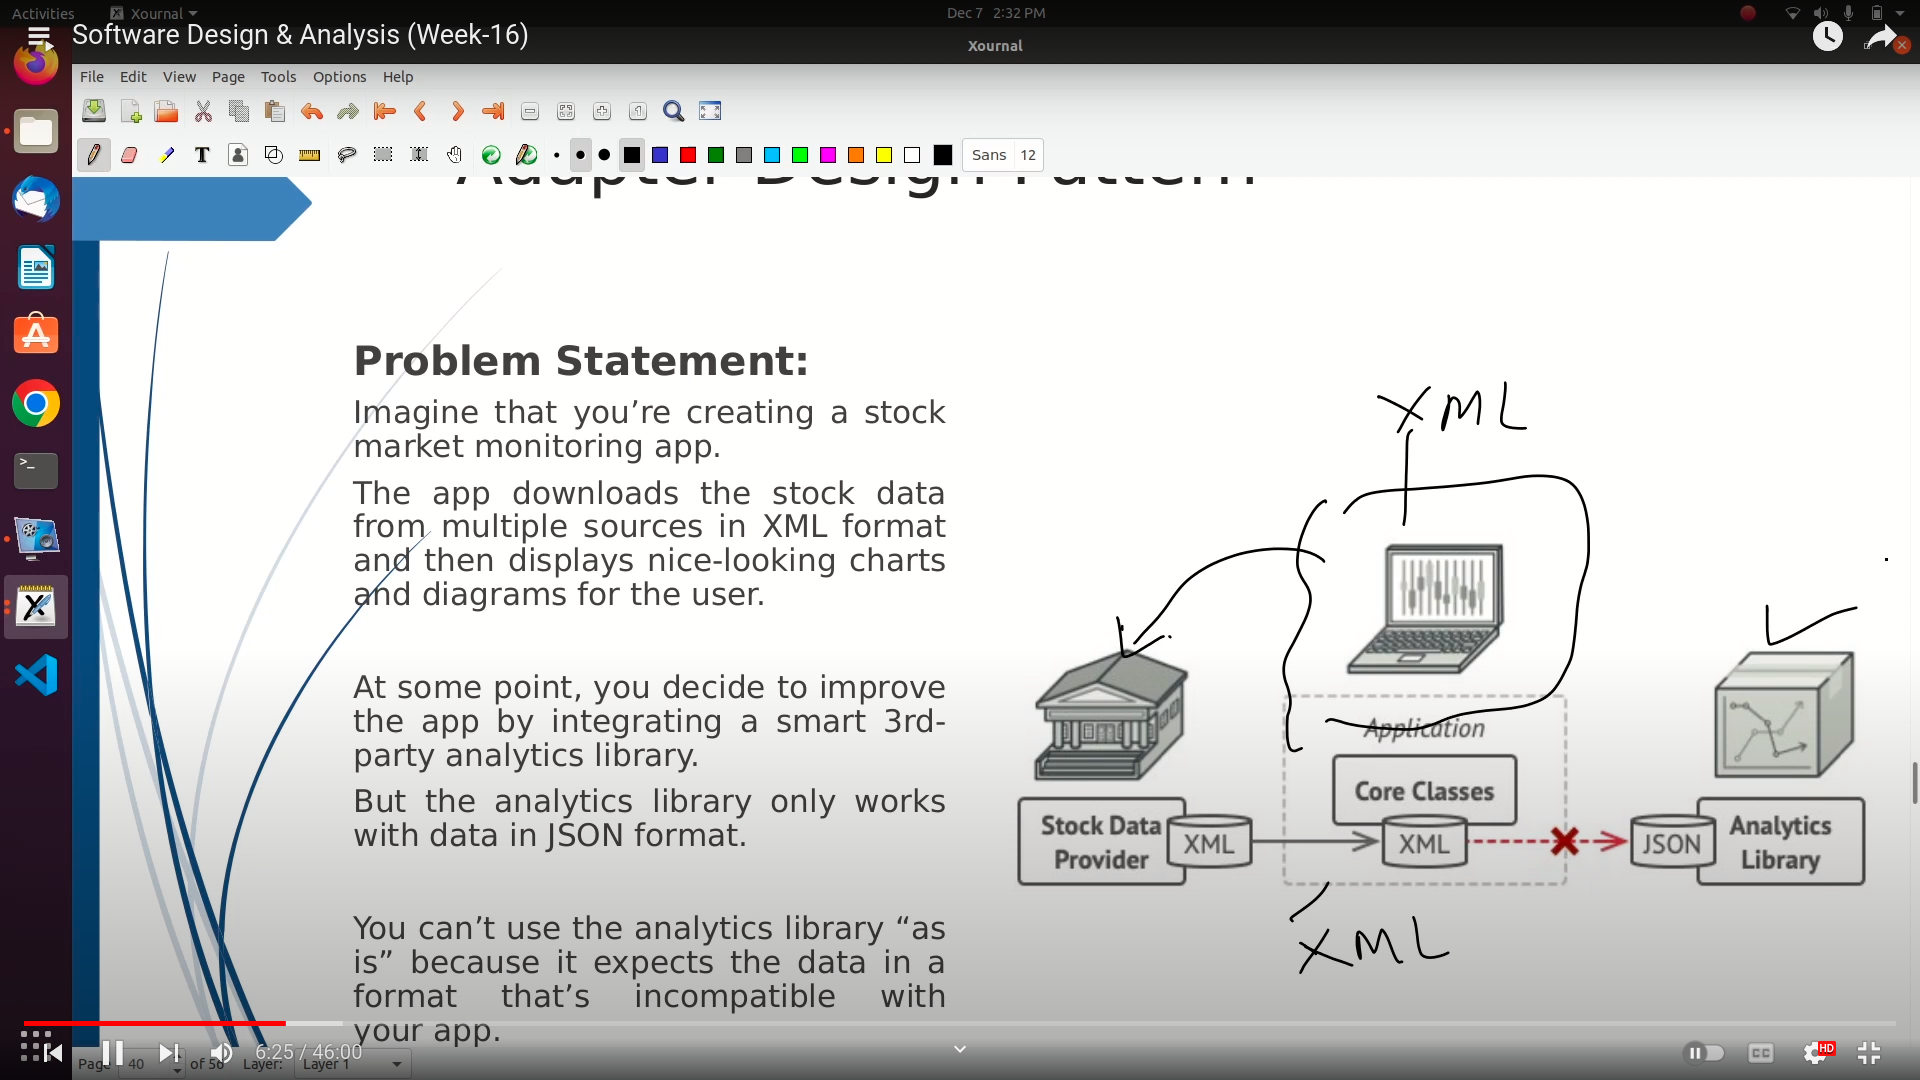 Activities Xournal Dec 7 2:32 PM
Software Design & Analysis (Week-16)
Xournal
File Edit View Page Tools Options Help
Sans 12
Adapter Design Pattern
Problem Statement:
Imagine that you’re creating a stock
market monitoring app.
The app downloads the stock data
from multiple sources in XML format
and then displays nice-looking charts
and diagrams for the user.
At some point, you decide to improve
the app by integrating a smart 3rd-
party analytics library.
But the analytics library only works
with data in JSON format.
You can’t use the analytics library “as
is” because it expects the data in a
format that’s incompatible with
your app.
XML
Application
Core Classes
Stock Data
Provider
XML
XML
JSON
Analytics
Library
XML
6:25 / 46:00
CC
HD
Page 40 of 56 Layer: Layer 1